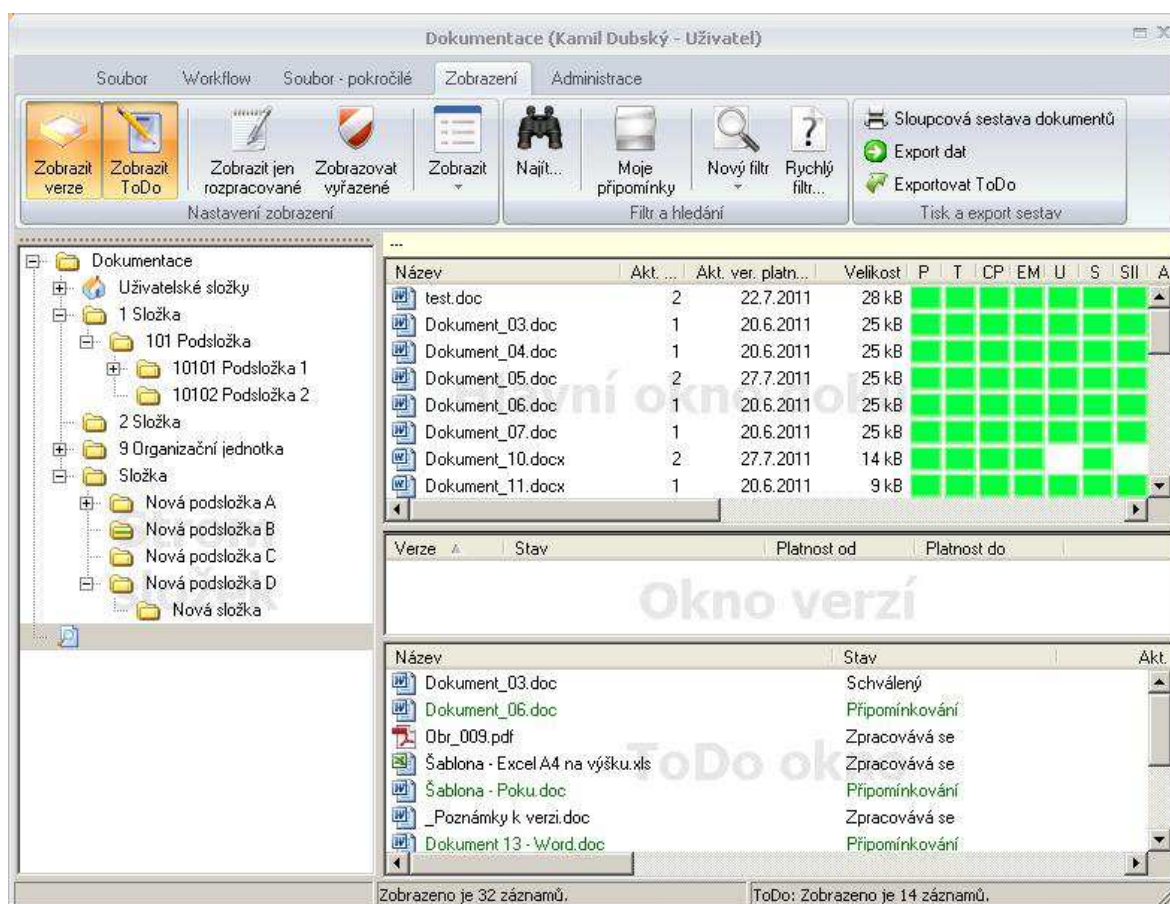 Dokumentace (Kamil Dubský - Uživatel)
Soubor Workflow Soubor - pokročilé Zobrazení Administrace
Zobrazit verze
Zobrazit ToDo
Zobrazit jen rozpracované
Zobrazovat vyřazené
Zobrazit
Nastavení zobrazení
Najít...
Moje připomínky
Nový filtr
Rychlý filtr...
Filtr a hledání
Sloupcová sestava dokumentů
Export dat
Exportovat ToDo
Tisk a export sestav
Dokumentace
Uživatelské složky
1 Složka
101 Podsložka
10101 Podsložka 1
10102 Podsložka 2
2 Složka
9 Organizační jednotka
Složka
Nová podsložka A
Nová podsložka B
Nová podsložka C
Nová podsložka D
Nová složka
Strom
složek
---
Název Akt. ... Akt. ver. platn... Velikost P T CP EM U S SII A
test.doc 2 22.7.2011 28 kB
Dokument_03.doc 1 20.6.2011 25 kB
Dokument_04.doc 1 20.6.2011 25 kB
Dokument_05.doc 2 27.7.2011 25 kB
Dokument_06.doc 1 20.6.2011 25 kB
Dokument_07.doc 1 20.6.2011 25 kB
Dokument_10.docx 2 27.7.2011 14 kB
Dokument_11.docx 1 20.6.2011 9 kB
Verze Stav Platnost od Platnost do
Okno verzí
Název Stav Akt.
Dokument_03.doc Schválený
Dokument_06.doc Připomínkování
Obr_009.pdf Zpracovává se
Šablona - Excel A4 na výšku.xls Zpracovává se
Šablona - Poku.doc Připomínkování
_Poznámky k verzi.doc Zpracovává se
Dokument 13 - Word.doc Připomínkování
ToDo okno
Zobrazeno je 32 záznamů. ToDo: Zobrazeno je 14 záznamů.